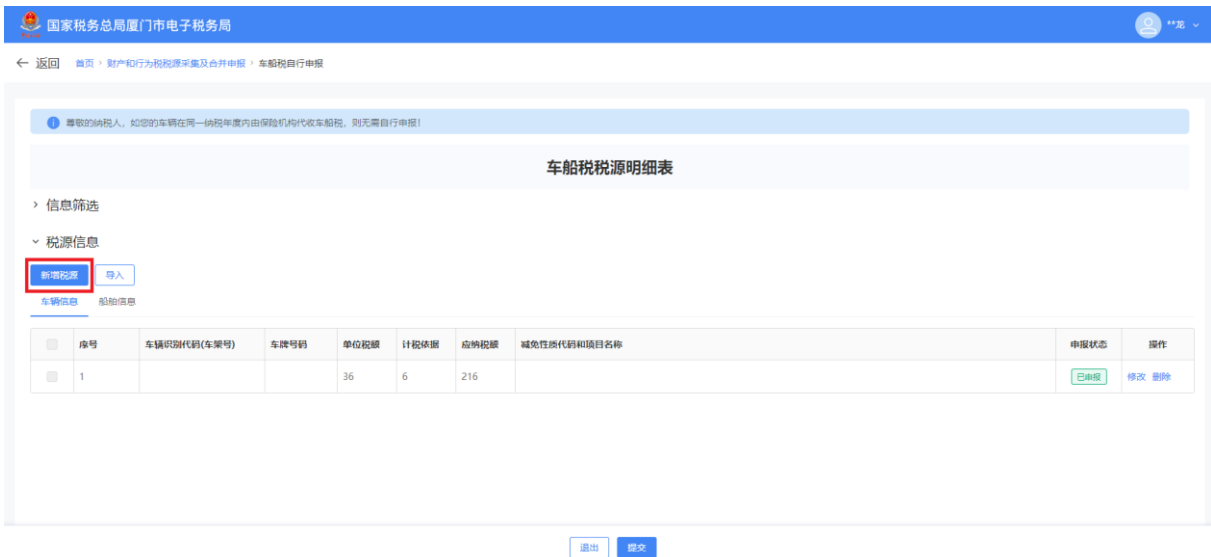 国家税务总局厦门市电子税务局
**龙
返回 首页 > 财产和行为税税源采集及合并申报 > 车船税自行申报
尊敬的纳税人,如您的车辆在同一纳税年度内由保险机构代收车船税,则无需自行申报!
车船税税源明细表
信息筛选
税源信息
新增税源 导入
车辆信息 船舶信息
序号 车辆识别代码(车架号) 车牌号码 单位税额 计税依据 应纳税额 减免性质代码和项目名称 申报状态 操作
1 36 6 216 已申报 修改 删除
退出 提交